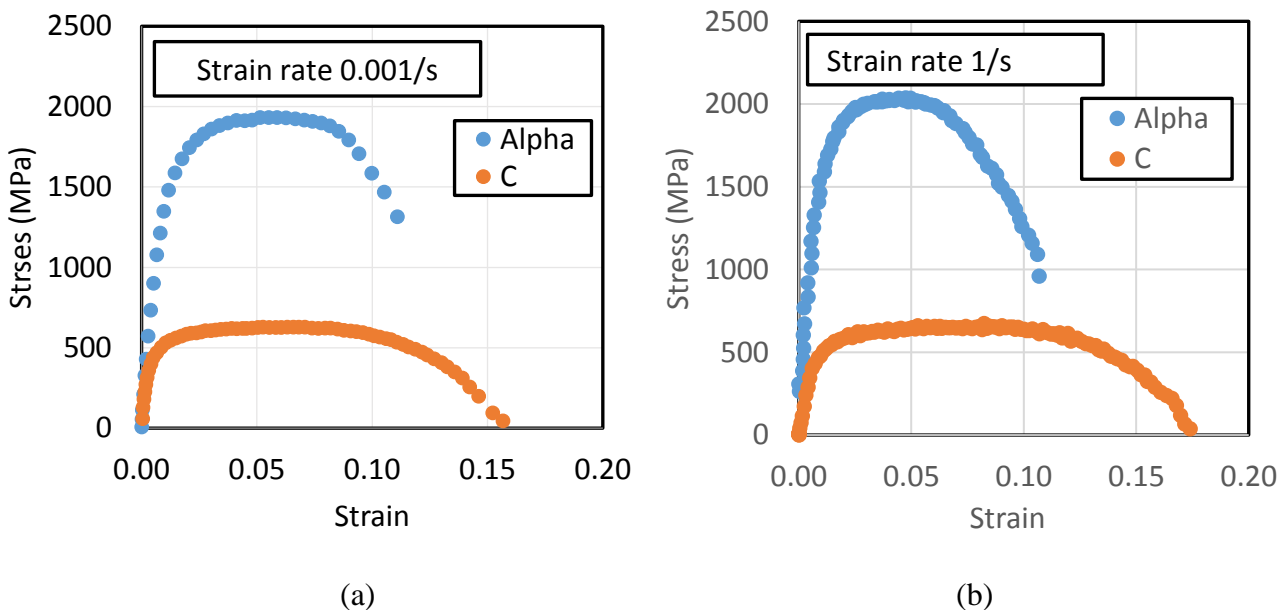 Strain rate 0.001/s
Alpha
C
2500
2000
1500
1000
500
0
Strses (MPa)
0.00 0.05 0.10 0.15 0.20
Strain
(a)
Strain rate 1/s
Alpha
C
2500
2000
1500
1000
500
0
Stress (MPa)
0.00 0.05 0.10 0.15 0.20
Strain
(b)